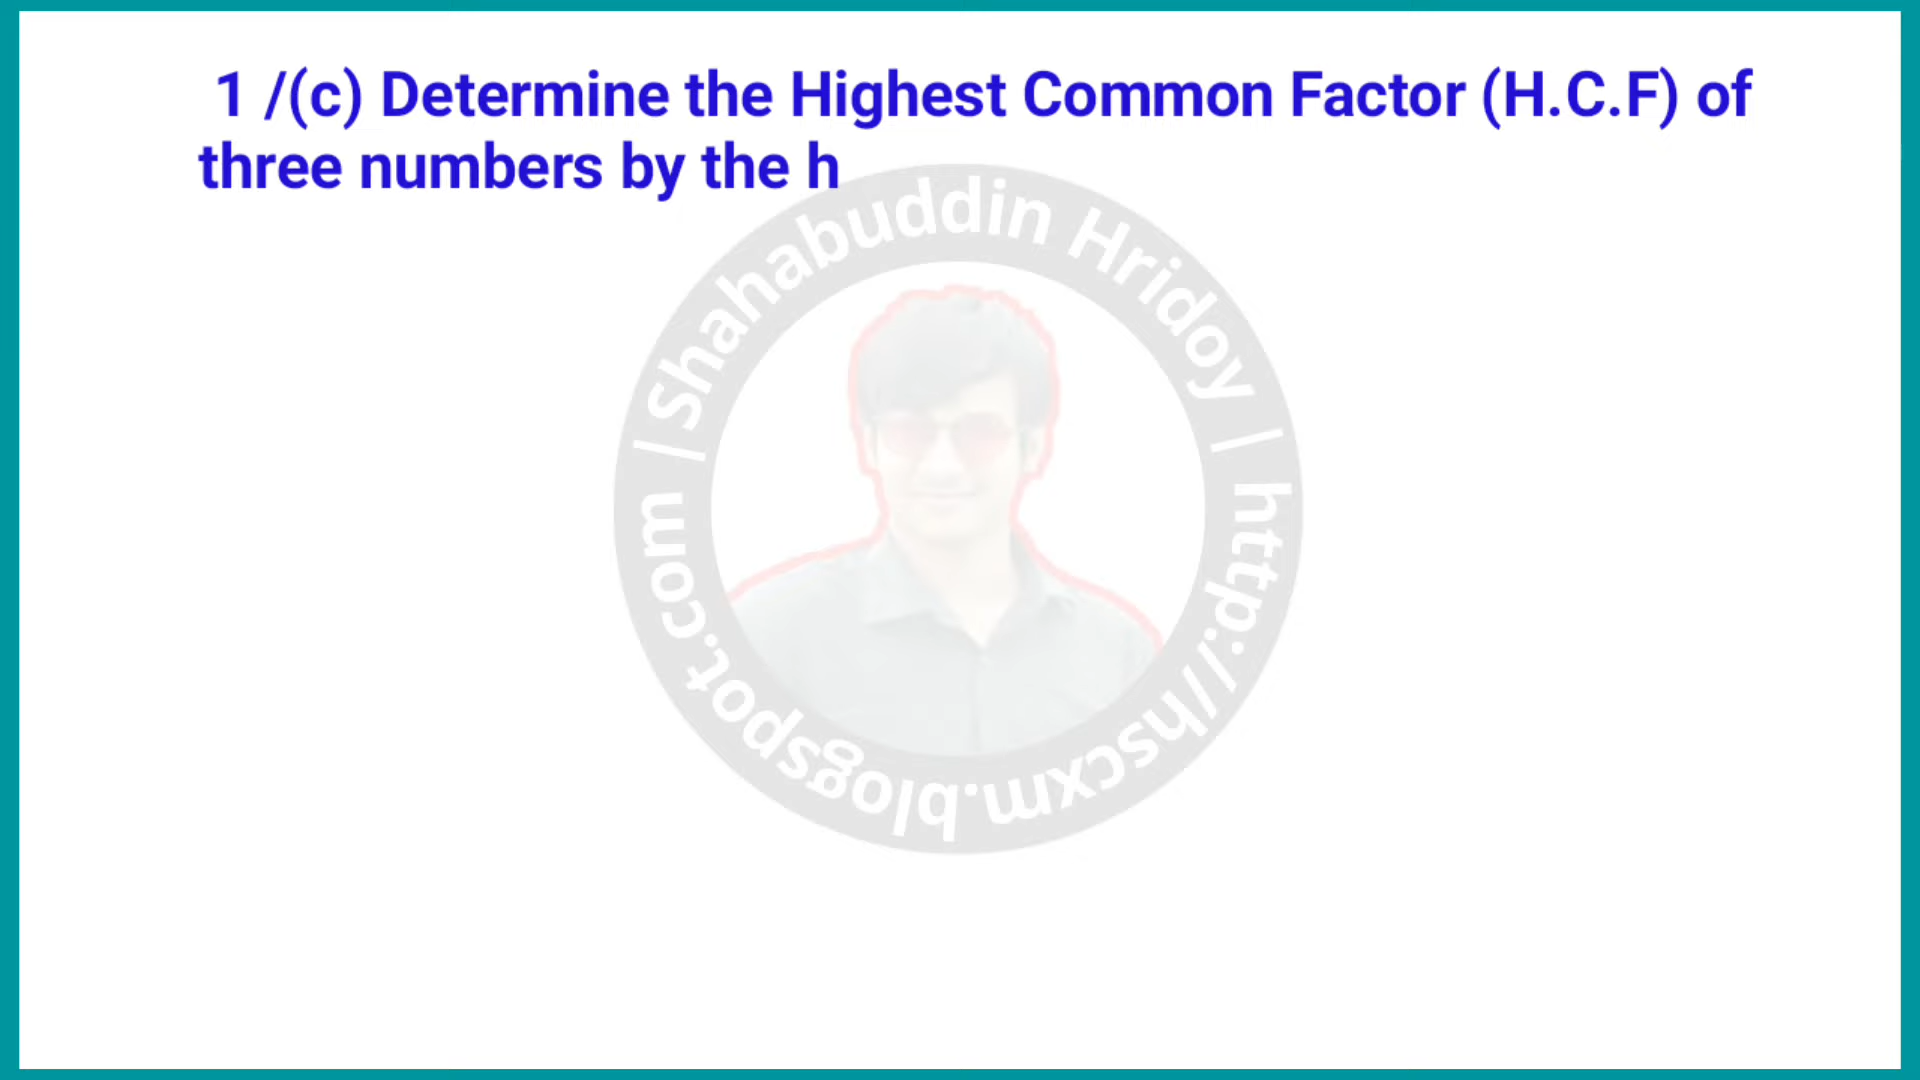 1 /(c) Determine the Highest Common Factor (H.C.F) of
three numbers by the h
|Shahabuddin Hridoy | http://hscxm.blogspot.com